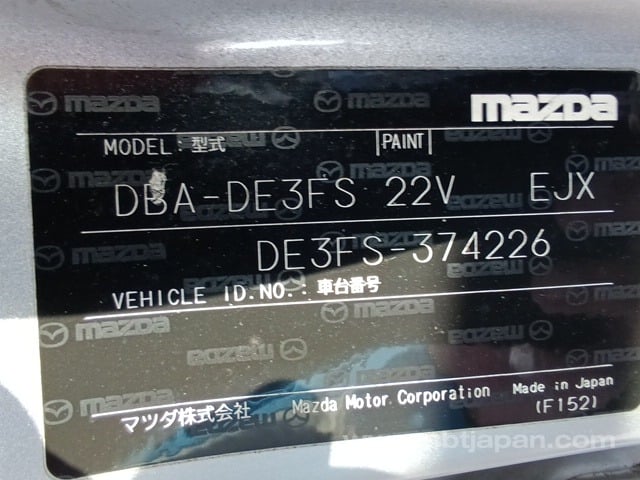 mazda
MODEL: 型式 PAINT
DBA-DE3FS 22V EJX
DE3FS-374226
VEHICLE ID.NO.: 車台番号
マツダ株式会社 Mazda Motor Corporation Made in Japan
(F152)